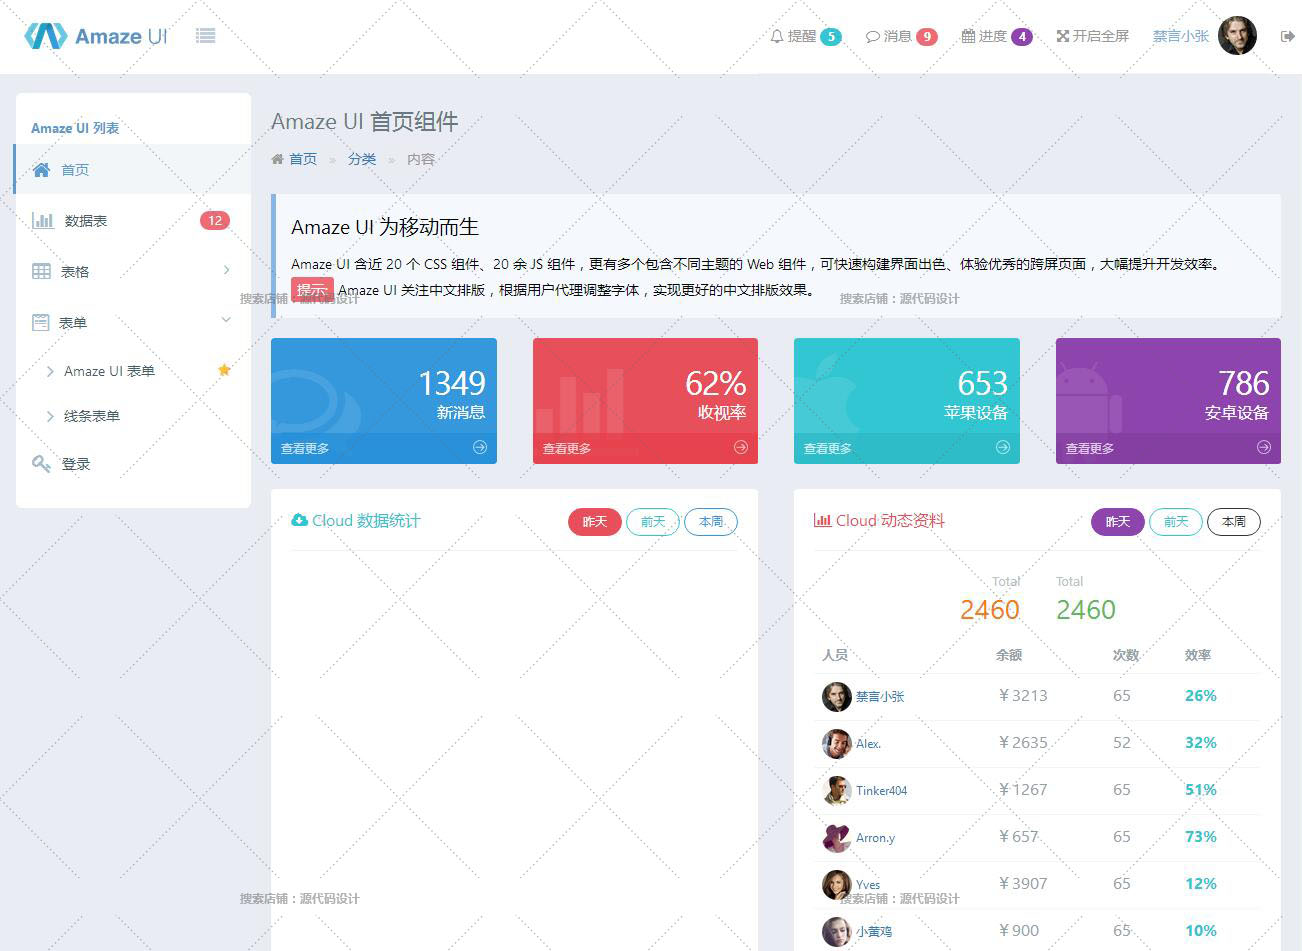 Amaze UI
提醒 5 消息 9 进度 4 开启全屏 禁言小张
Amaze UI 列表
首页
数据表 12
表格
表单
Amaze UI 表单
线条表单
登录
Amaze UI 首页组件
首页 » 分类 » 内容
Amaze UI 为移动而生
Amaze UI 含近 20 个 CSS 组件、20 余 JS 组件，更有多个包含不同主题的 Web 组件，可快速构建界面出色、体验优秀的跨屏页面，大幅提升开发效率。
提示: Amaze UI 关注中文排版，根据用户代理调整字体，实现更好的中文排版效果。
搜索店铺：源代码设计 搜索店铺：源代码设计
1349
新消息
查看更多
62%
收视率
查看更多
653
苹果设备
查看更多
786
安卓设备
查看更多
Cloud 数据统计 昨天 前天 本周
Cloud 动态资料 昨天 前天 本周
Total Total
2460 2460
人员 余额 次数 效率
禁言小张 ￥3213 65 26%
Alex. ￥2635 52 32%
Tinker404 ￥1267 65 51%
Arron.y ￥657 65 73%
Yves ￥3907 65 12%
搜索店铺：源代码设计 搜索店铺：源代码设计
小黄鸡 ￥900 65 10%